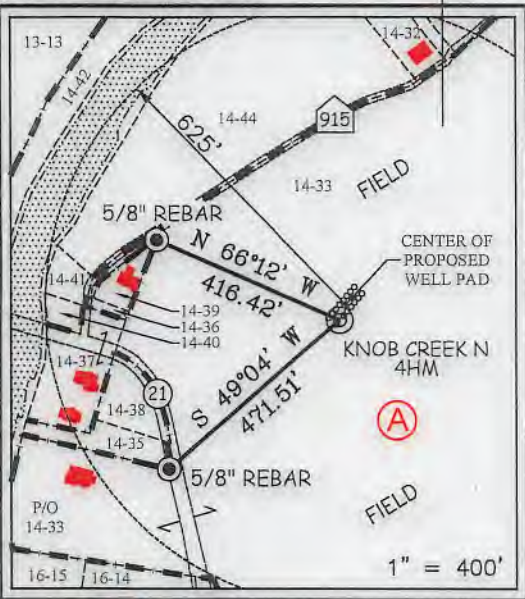 13-13
14-42
14-32
625'
14-44
915
14-33
FIELD
5/8" REBAR
N 66°12' W
416.42'
CENTER OF
PROPOSED
WELL PAD
14-41
14-39
14-36
14-40
KNOB CREEK N
4HM
S 49°04' W
471.51'
14-37
21
14-38
A
14-35
5/8" REBAR
P/O
14-33
FIELD
16-15
16-14
1" = 400'